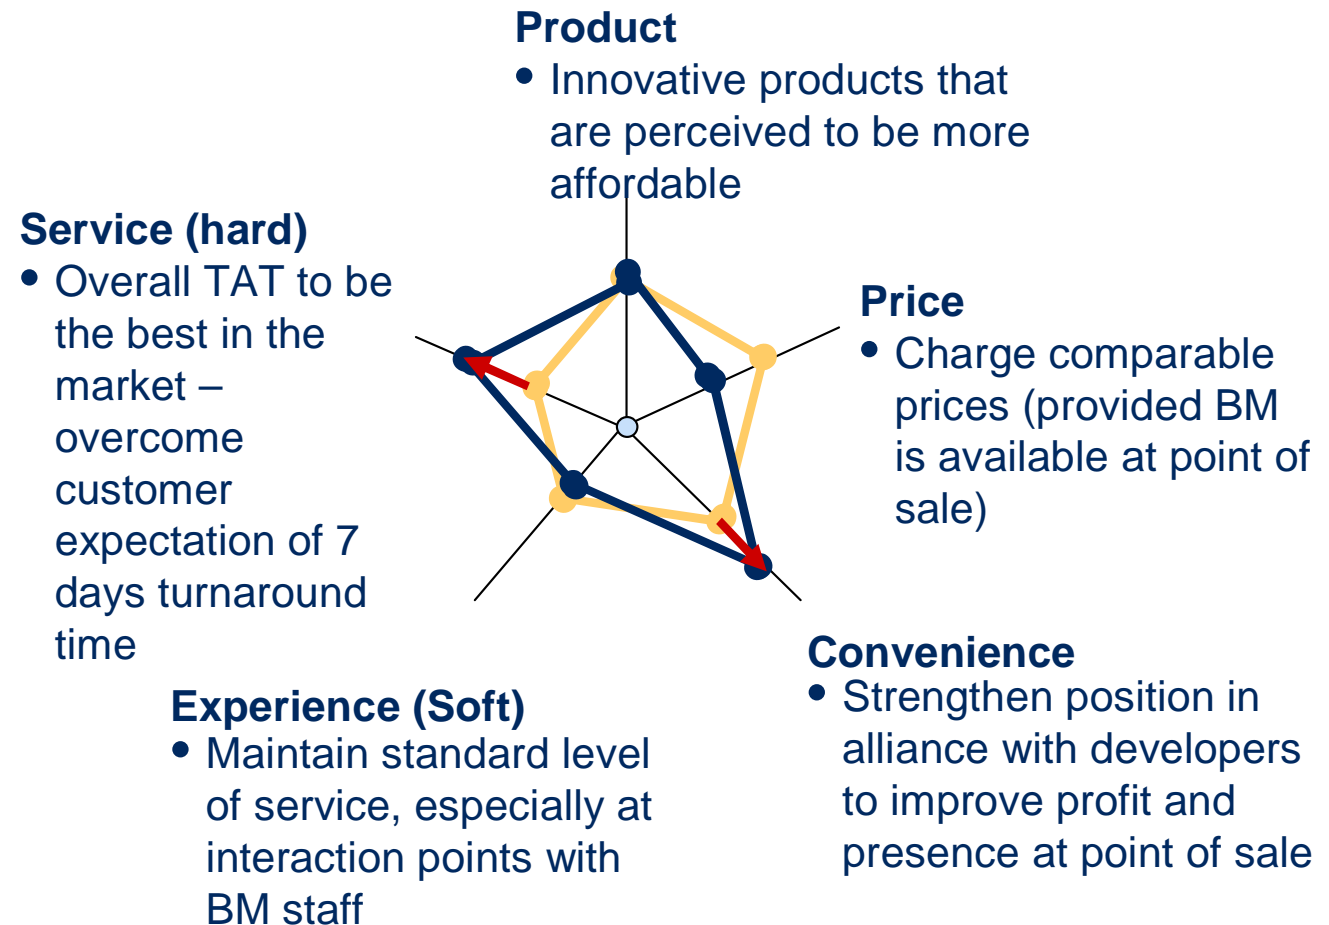 Product
• Innovative products that
are perceived to be more
affordable
Service (hard)
• Overall TAT to be
the best in the
market –
overcome
customer
expectation of 7
days turnaround
time
Price
• Charge comparable
prices (provided BM
is available at point of
sale)
Convenience
• Strengthen position in
alliance with developers
to improve profit and
presence at point of sale
Experience (Soft)
• Maintain standard level
of service, especially at
interaction points with
BM staff